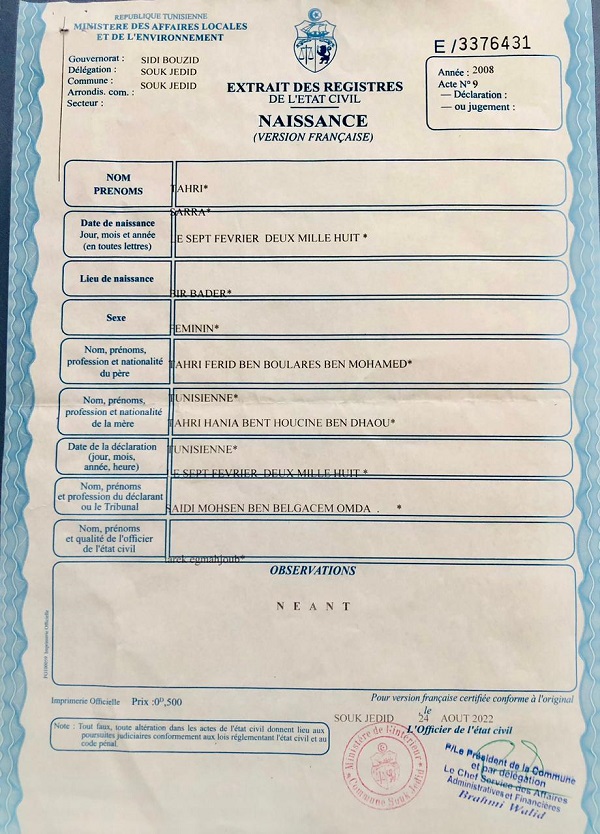 REPUBLIQUE TUNISIENNE
MINISTERE DES AFFAIRES LOCALES
ET DE L'ENVIRONNEMENT
Gouvernorat : SIDI BOUZID
Délégation : SOUK JEDID
Commune : SOUK JEDID
Arrondis. com. :
Secteur :
EXTRAIT DES REGISTRES
DE L'ETAT CIVIL
NAISSANCE
(VERSION FRANÇAISE)
E/3376431
Année : 2008
Acte N° 9
— Déclaration :
— ou jugement :
NOM
PRENOMS
TAHRI*
SARRA*
Date de naissance
Jour, mois et année
(en toutes lettres)
LE SEPT FEVRIER DEUX MILLE HUIT *
Lieu de naissance
BIR BADER*
Sexe
FEMININ*
Nom, prénoms,
profession et nationalité
du père
TAHRI FERID BEN BOULARES BEN MOHAMED*
TUNISIENNE*
Nom, prénoms,
profession et nationalité
de la mère
TAHRI HANIA BENT HOUCINE BEN DHAOU*
TUNISIENNE*
Date de la déclaration
(jour, mois,
année, heure)
LE SEPT FEVRIER DEUX MILLE HUIT *
Nom, prénoms
et profession du déclarant
ou le Tribunal
SAIDI MOHSEN BEN BELGACEM OMDA . *
Nom, prénoms
et qualité de l'officier
de l'état civil
OBSERVATIONS
N E A N T
Imprimerie Officielle Prix :0ᴰ,500
Pour version française certifiée conforme à l'original
SOUK JEDID le 24 AOUT 2022
L'Officier de l'état civil
Note : Tout faux, toute altération dans les actes de l'état civil donnent lieu aux
poursuites judiciaires conformement aux lois réglementant l'état civil et au
code pénal.
Ministère de l'intérieur
Commune Souk Jedid
P/Le Président de la Commune
et par délégation
Le Chef Service des Affaires
Administratives et Financières
Brahmi Walid